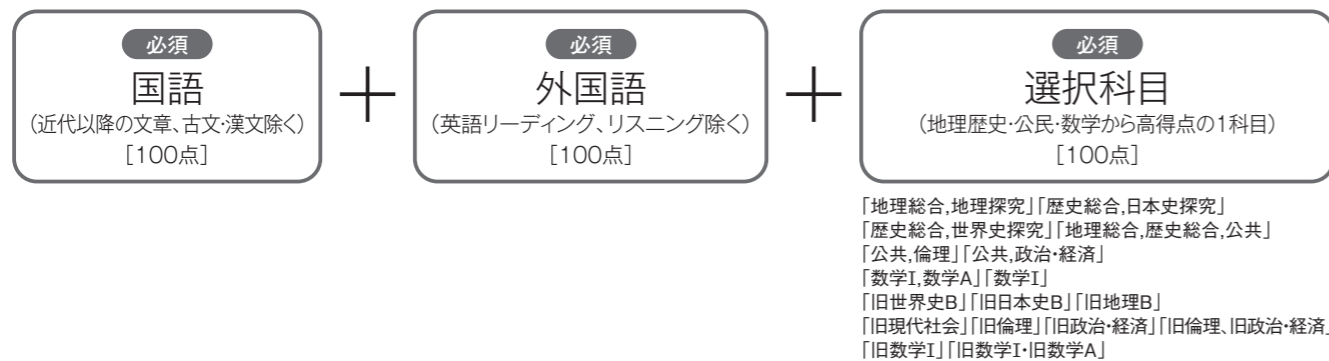 必須
国語
(近代以降の文章、古文・漢文除く)
[100点]
＋
必須
外国語
(英語リーディング、リスニング除く)
[100点]
＋
必須
選択科目
(地理歴史・公民・数学から高得点の1科目)
[100点]
「地理総合,地理探究」「歴史総合,日本史探究」
「歴史総合,世界史探究」「地理総合,歴史総合,公共」
「公共,倫理」「公共,政治・経済」
「数学I,数学A」「数学I」
「旧世界史B」「旧日本史B」「旧地理B」
「旧現代社会」「旧倫理」「旧政治・経済」「旧倫理、旧政治・経済」
「旧数学I」「旧数学I・旧数学A」